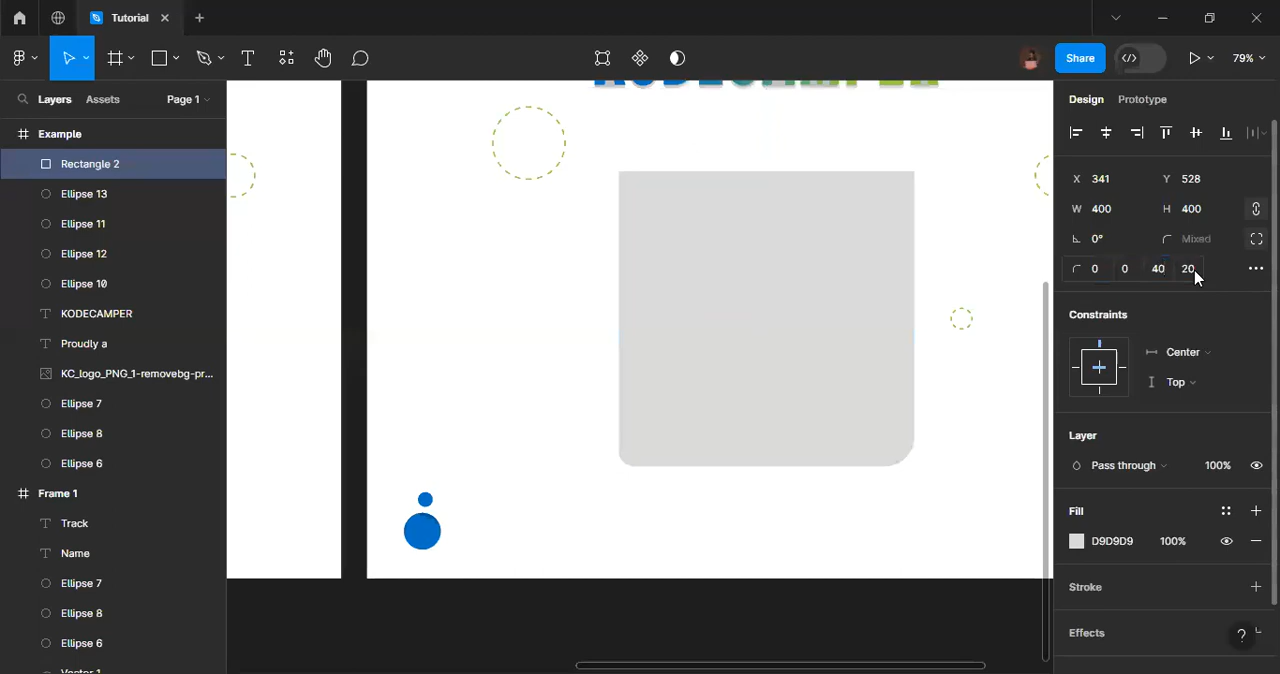 Tutorial
Share
79%
Layers
Assets
Page 1
Design
Prototype
Example
Rectangle 2
Ellipse 13
Ellipse 11
Ellipse 12
Ellipse 10
KODECAMPER
Proudly a
KC_logo_PNG_1-removebg-pr...
Ellipse 7
Ellipse 8
Ellipse 6
Frame 1
Track
Name
Ellipse 7
Ellipse 8
Ellipse 6
Vector 1
KODECAMPER
X 341 Y 528
W 400 H 400
0° Mixed
0 0 40 20
Constraints
Center
Top
Layer
Pass through 100%
Fill
D9D9D9 100%
Stroke
Effects
?